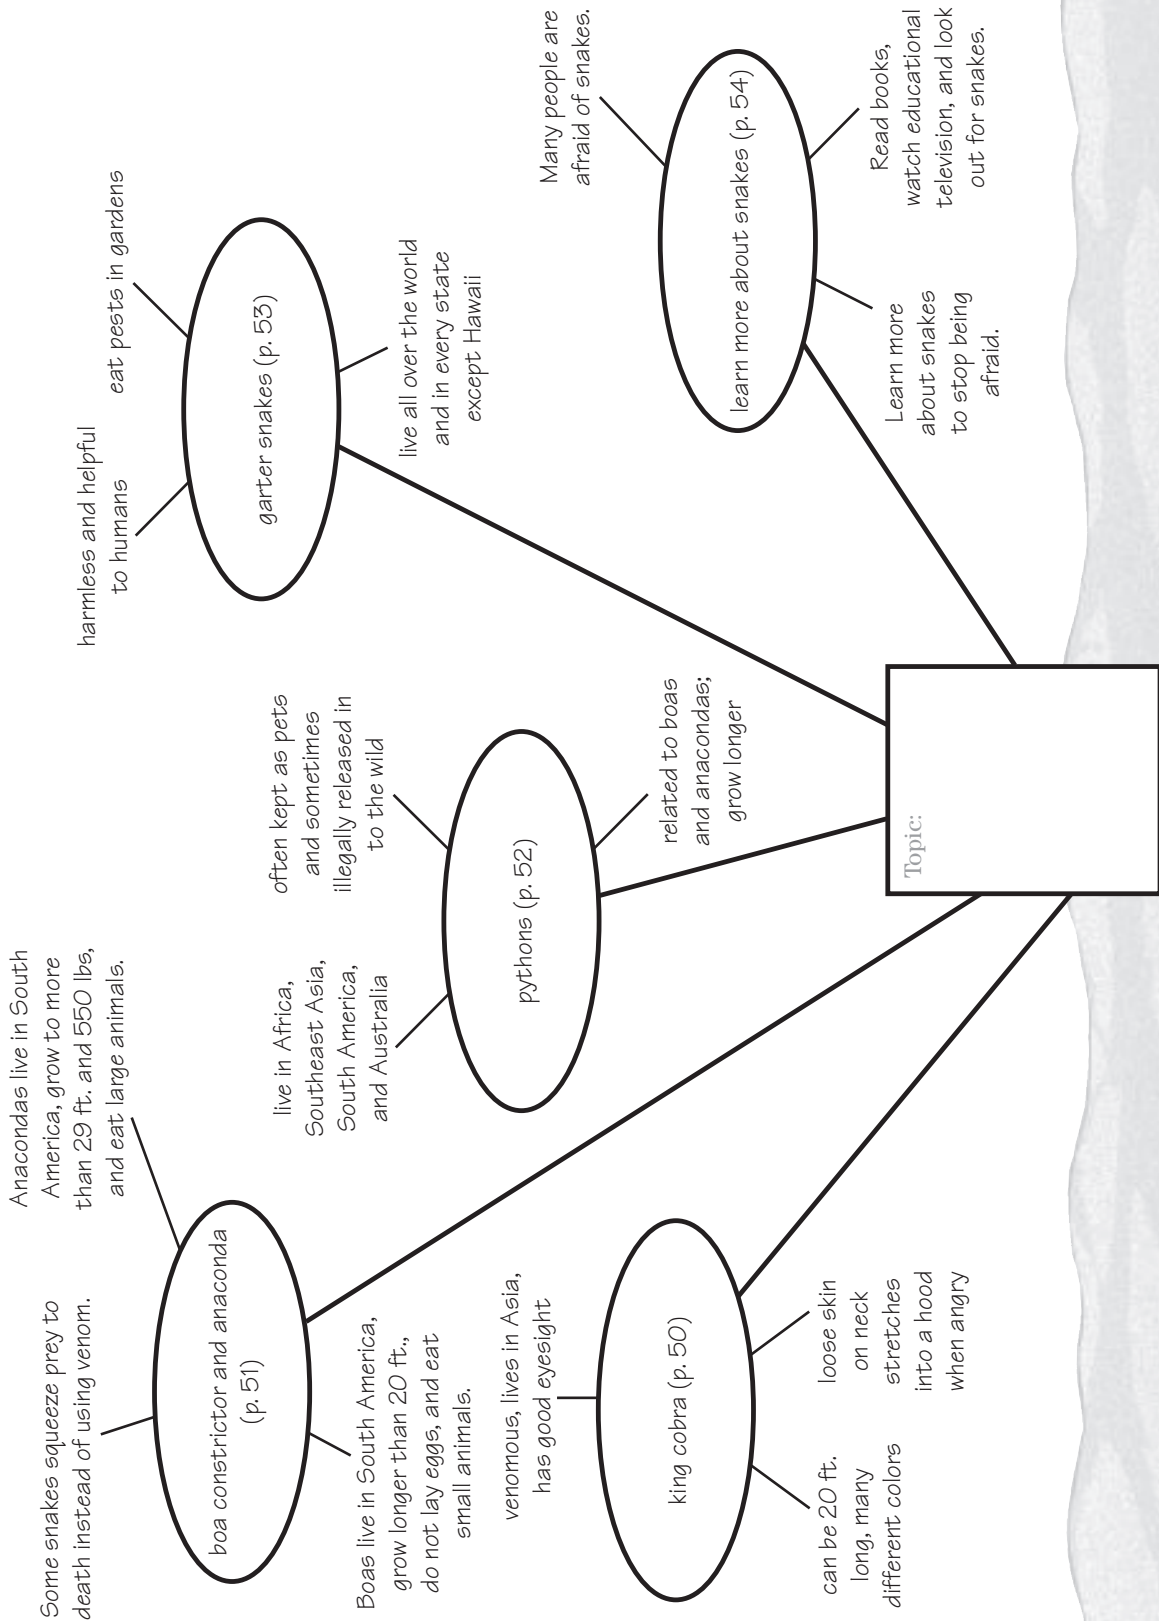 Some snakes squeeze prey to
death instead of using venom.
Anacondas live in South
America, grow to more
than 29 ft. and 550 lbs,
and eat large animals.
boa constrictor and anaconda
(p. 51)
Boas live in South America,
grow longer than 20 ft.,
do not lay eggs, and eat
small animals.
harmless and helpful
to humans
eat pests in gardens
garter snakes (p. 53)
live all over the world
and in every state
except Hawaii
live in Africa,
Southeast Asia,
South America,
and Australia
often kept as pets
and sometimes
illegally released in
to the wild
pythons (p. 52)
related to boas
and anacondas;
grow longer
venomous, lives in Asia,
has good eyesight
king cobra (p. 50)
can be 20 ft.
long, many
different colors
loose skin
on neck
stretches
into a hood
when angry
Many people are
afraid of snakes.
learn more about snakes (p. 54)
Learn more
about snakes
to stop being
afraid.
Read books,
watch educational
television, and look
out for snakes.
Topic: